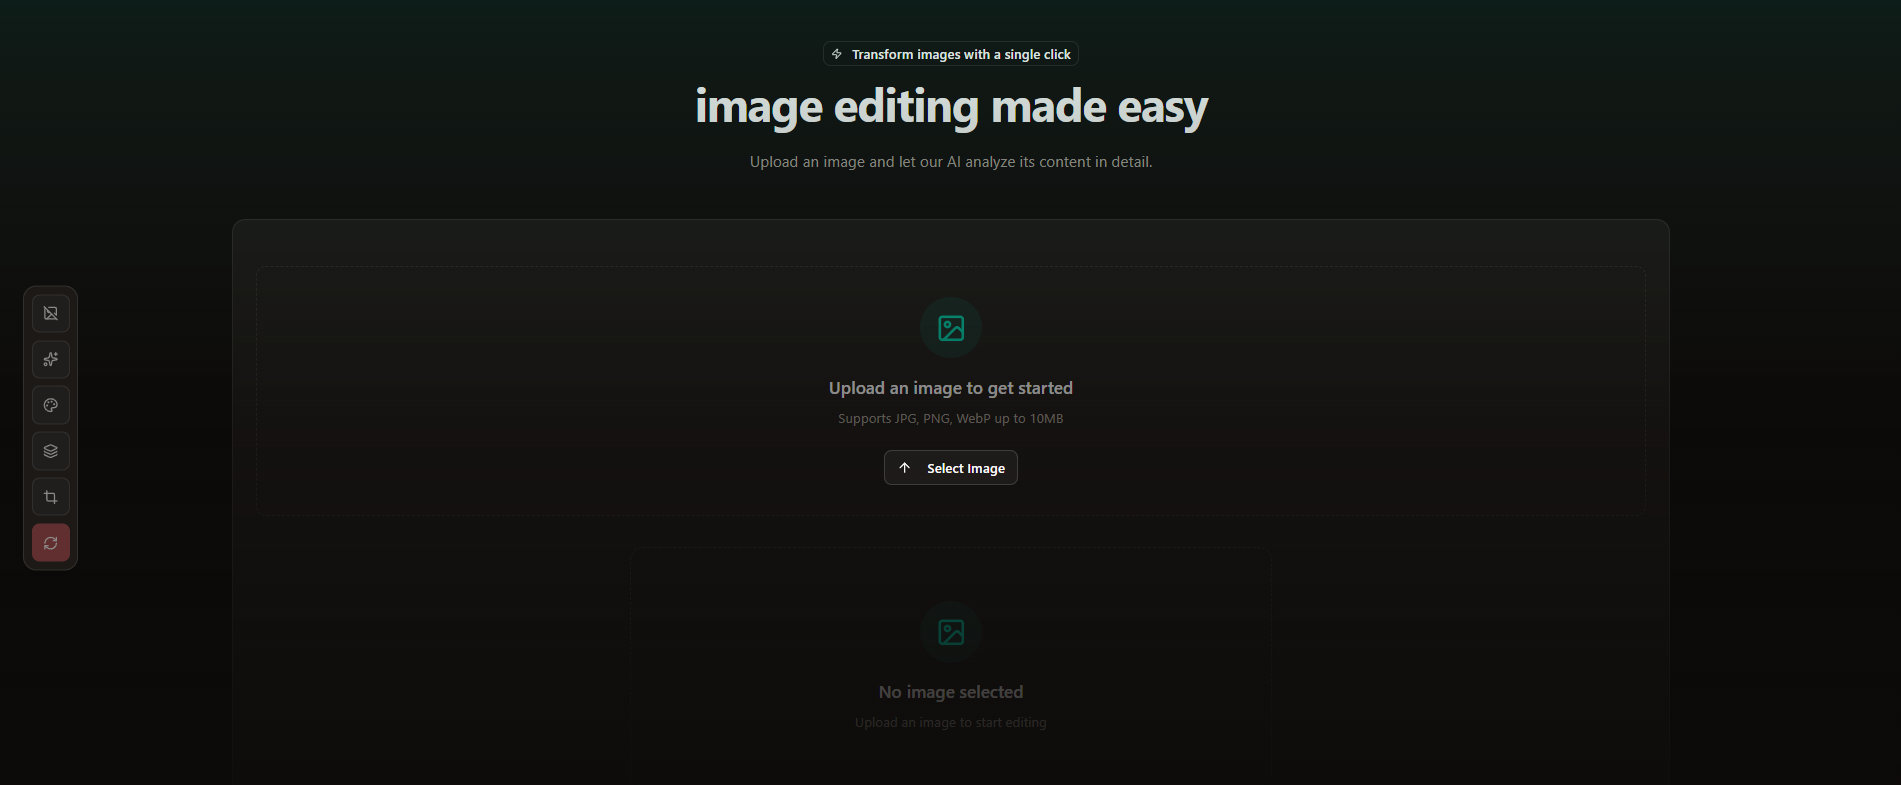 Transform images with a single click
image editing made easy
Upload an image and let our AI analyze its content in detail.
Upload an image to get started
Supports JPG, PNG, WebP up to 10MB
Select Image
No image selected
Upload an image to start editing